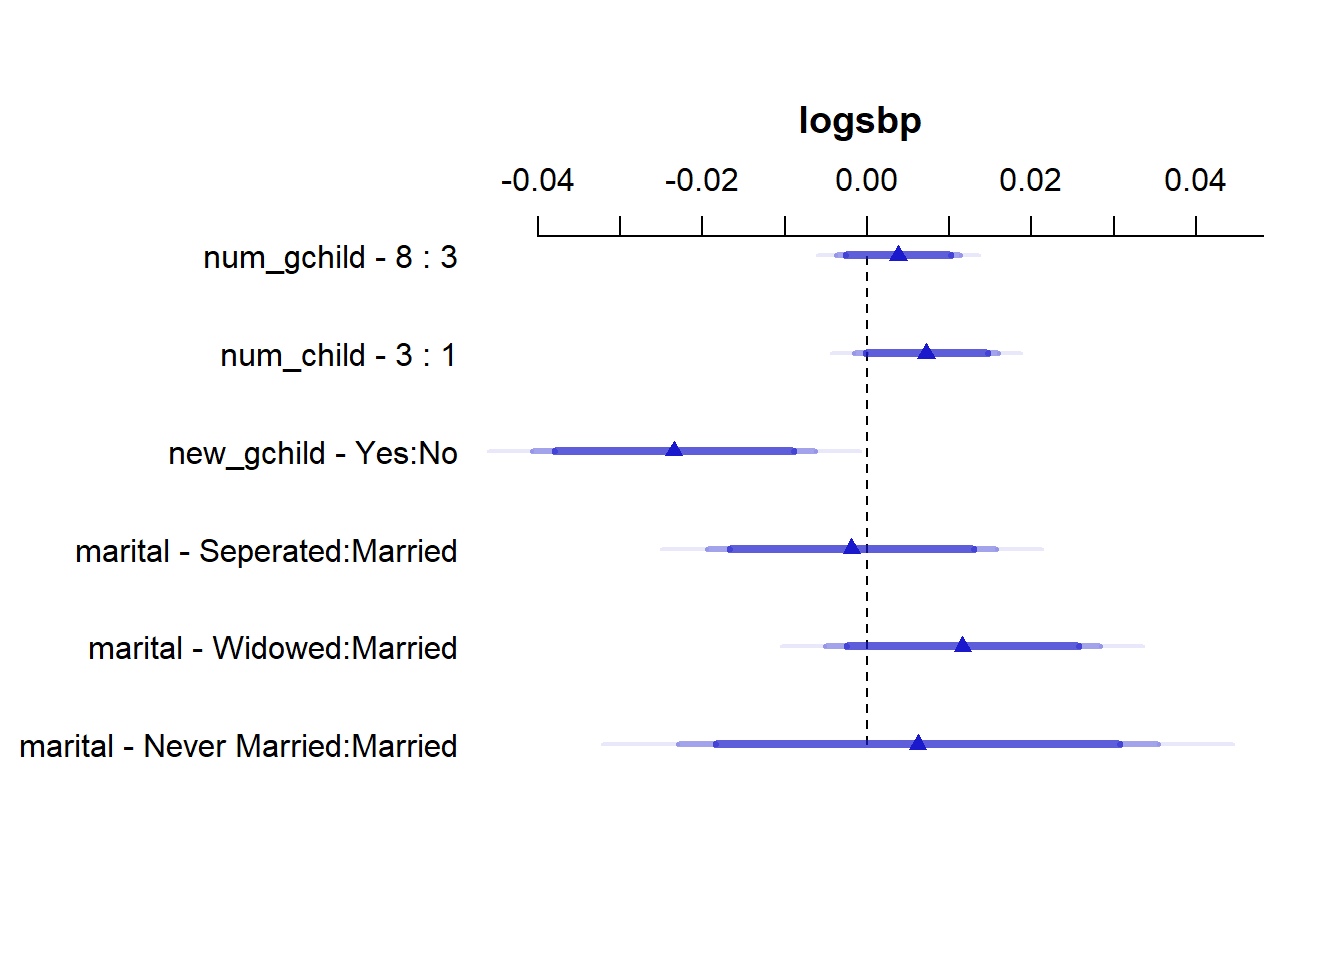 logsbp
-0.04 -0.02 0.00 0.02 0.04
num_gchild - 8 : 3
num_child - 3 : 1
new_gchild - Yes:No
marital - Seperated:Married
marital - Widowed:Married
marital - Never Married:Married